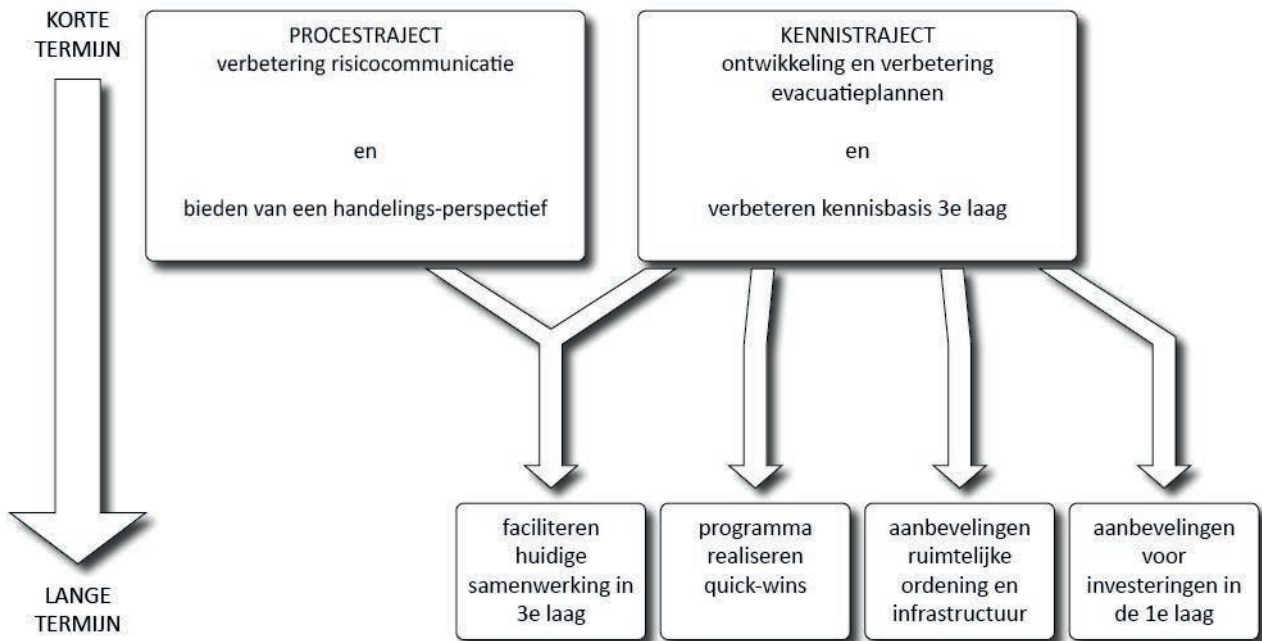 KORTE
TERMIJN
PROCESTRAJECT
verbetering risicocommunicatie
en
bieden van een handelings-perspectief
KENNISTRAJECT
ontwikkeling en verbetering
evacuatieplannen
en
verbeteren kennisbasis 3e laag
faciliteren
huidige
samenwerking in
3e laag
programma
realiseren
quick-wins
aanbevelingen
ruimtelijke
ordening en
infrastructuur
aanbevelingen
voor
investeringen in
de 1e laag
LANGE
TERMIJN